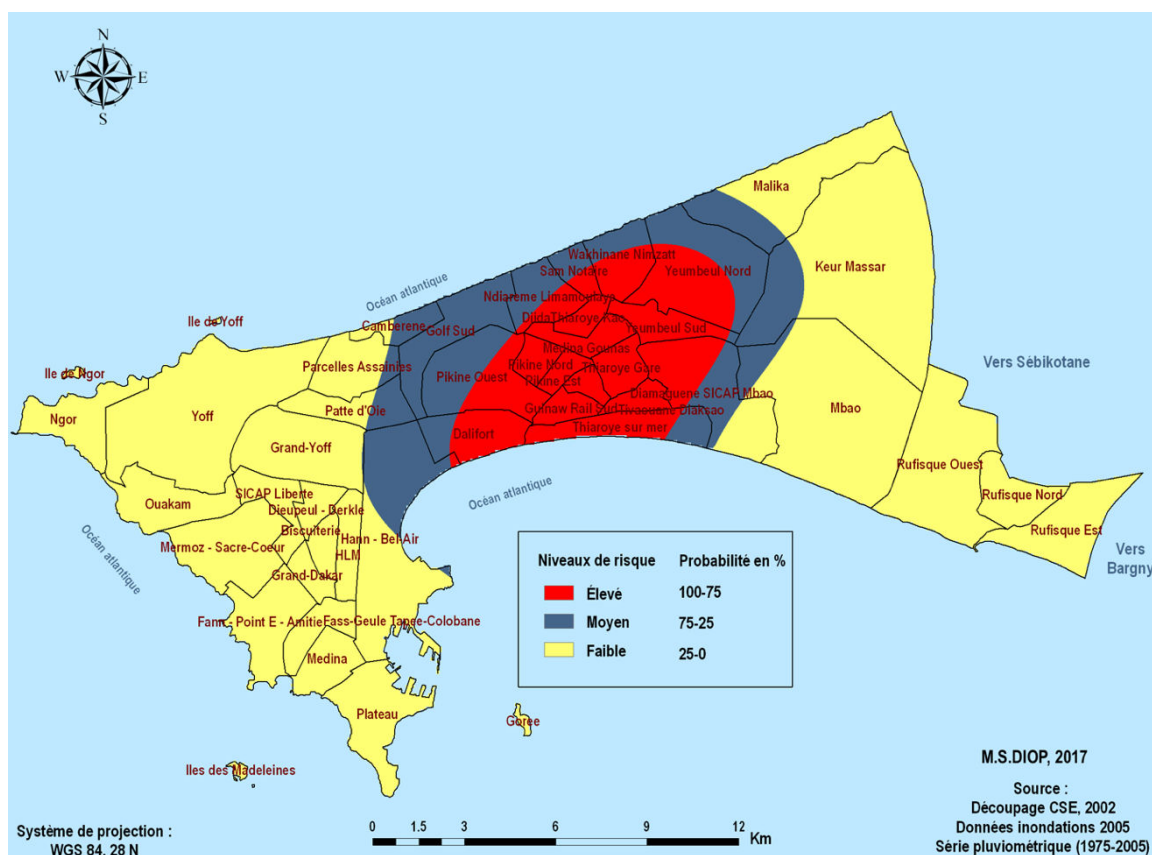 N
W E
S
Malika
Keur Massar
Wakhinane Nimzatt
Sam Notaire
Yeumbeul Nord
Océan atlantique
Ndiareme Limamoulaye
Ile de Yoff
Camberene
Golf Sud
DjidaThiaroye Kao
Yeumbeul Sud
Medina Gounas
Vers Sébikotane
Parcelles Assainies
Pikine Nord
Thiaroye Gare
Ile de Ngor
Pikine Ouest
Pikine Est
Diamaguene SICAP Mbao
Mbao
Ngor
Yoff
Patte d'Oie
Guinaw Rail Sud
Tivaouane Diaksao
Thiaroye sur mer
Dalifort
Grand-Yoff
Rufisque Ouest
Océan atlantique
SICAP Liberte
Ouakam
Rufisque Nord
Dieupeul - Derkle
Biscuiterie
Rufisque Est
Hann - Bel-Air
Mermoz - Sacre-Coeur
HLM
Vers
Bargny
Océan atlantique
Grand-Dakar
Niveaux de risque Probabilité en %
Élevé 100-75
Moyen 75-25
Faible 25-0
Fann - Point E - Amitie
Fass-Geule Tapee-Colobane
Medina
Plateau
Goree
Iles des Madeleines
M.S.DIOP, 2017
Source :
Découpage CSE, 2002
Données inondations 2005
Série pluviométrique (1975-2005)
Système de projection :
WGS 84, 28 N
0 1.5 3 6 9 12
Km